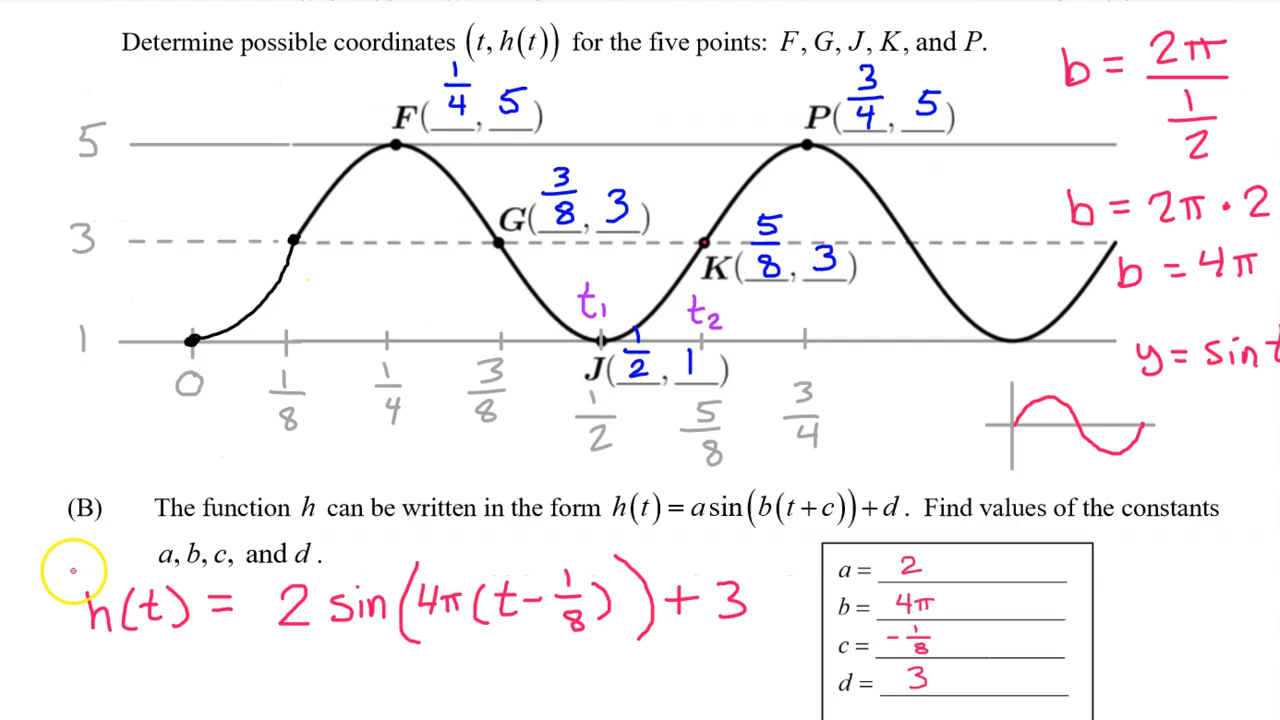 Determine possible coordinates (t, h(t)) for the five points: F, G, J, K, and P.
b = 2π / (1/2)
5
F(1/4, 5)
P(3/4, 5)
G(3/8, 3)
b = 2π · 2
3
K(5/8, 3)
b = 4π
t₁
t₂
1
J(1/2, 1)
y = sin t
0 1/8 1/4 3/8 1/2 5/8 3/4
(B) The function h can be written in the form h(t) = a sin(b(t+c))+d. Find values of the constants
a, b, c, and d.
h(t) = 2 sin(4π(t - 1/8)) + 3
a = 2
b = 4π
c = -1/8
d = 3